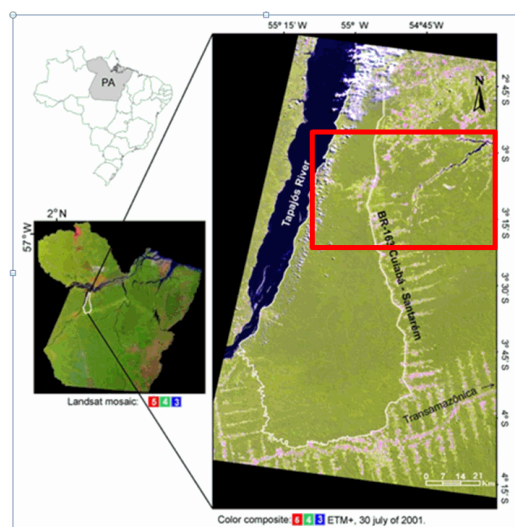 55° 15' W 55° W 54°45' W
PA
N
2°45' S
3° S
3°15' S
3°30' S
3°45' S
4° S
4°15' S
Tapajós River
BR-163 Cuiabá - Santarém
Transamazônica
2° N
57° W
0 7 14 21
Km
Landsat mosaic: 5 4 3
Color composite: 5 4 3 ETM+, 30 july of 2001.